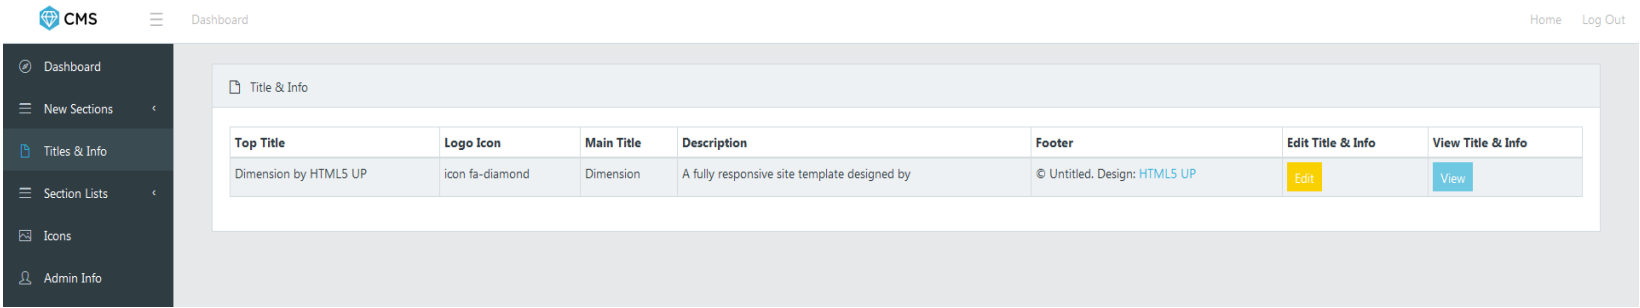 CMS
Dashboard
Home
Log Out
Dashboard
New Sections
Titles & Info
Section Lists
Icons
Admin Info
Title & Info
Top Title Logo Icon Main Title Description Footer Edit Title & Info View Title & Info
Dimension by HTML5 UP icon fa-diamond Dimension A fully responsive site template designed by © Untitled. Design: HTML5 UP Edit View